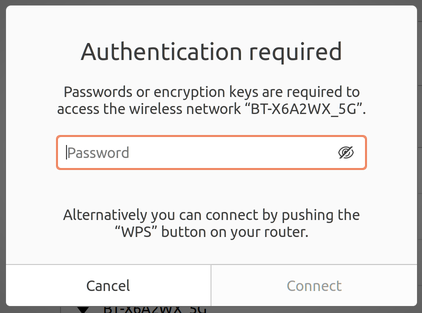 Authentication required
Passwords or encryption keys are required to
access the wireless network “BT-X6A2WX_5G”.
Password
Alternatively you can connect by pushing the
“WPS” button on your router.
Cancel
Connect
BT-X6A2WX_5G